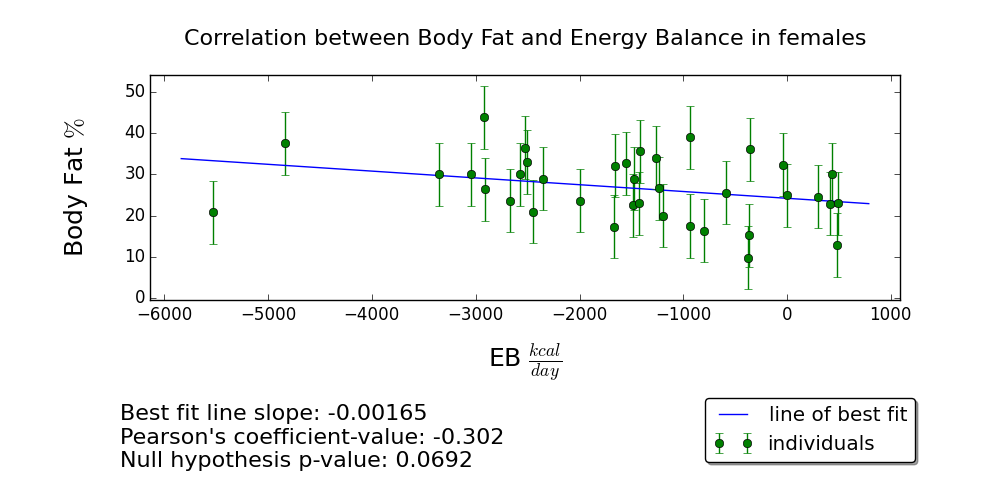 Correlation between Body Fat and Energy Balance in females
Body Fat %
50
40
30
20
10
0
−6000 −5000 −4000 −3000 −2000 −1000 0 1000
EB kcal/day
Best fit line slope: -0.00165
Pearson's coefficient-value: -0.302
Null hypothesis p-value: 0.0692
line of best fit
individuals